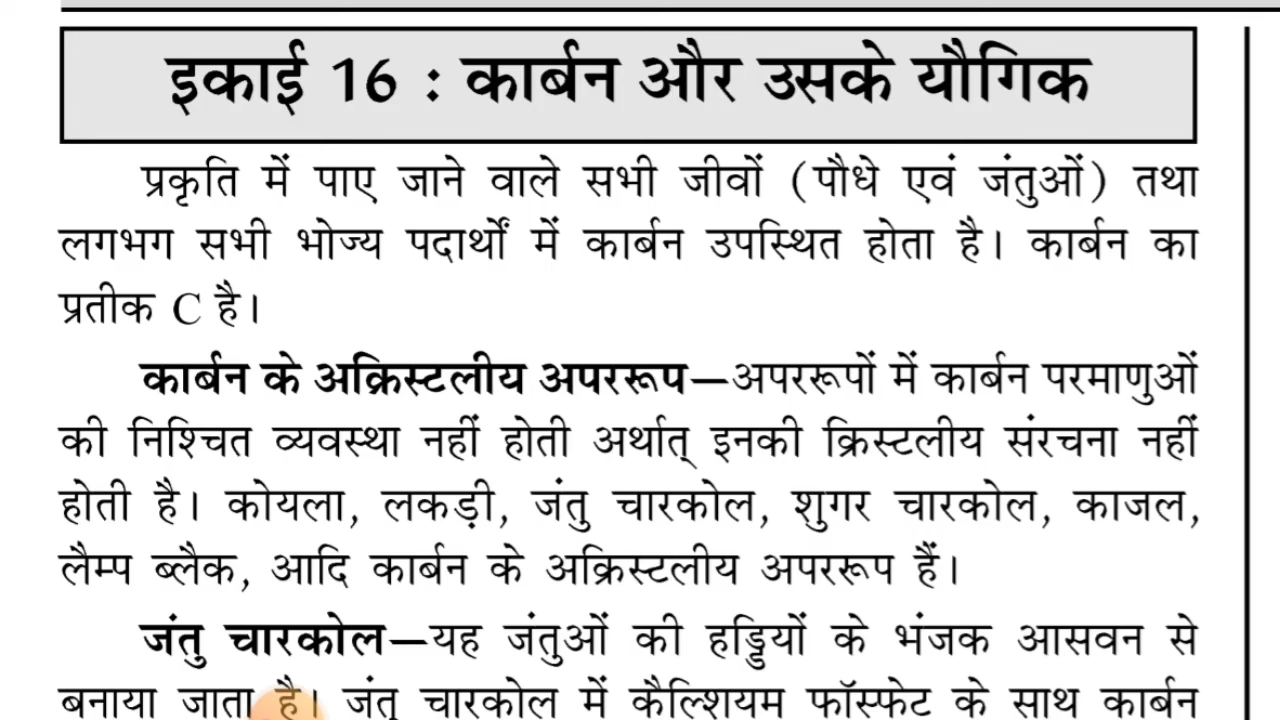 इकाई 16 : कार्बन और उसके यौगिक
प्रकृति में पाए जाने वाले सभी जीवों (पौधे एवं जंतुओं) तथा
लगभग सभी भोज्य पदार्थों में कार्बन उपस्थित होता है। कार्बन का
प्रतीक C है।
कार्बन के अक्रिस्टलीय अपररूप—अपररूपों में कार्बन परमाणुओं
की निश्चित व्यवस्था नहीं होती अर्थात् इनकी क्रिस्टलीय संरचना नहीं
होती है। कोयला, लकड़ी, जंतु चारकोल, शुगर चारकोल, काजल,
लैम्प ब्लैक, आदि कार्बन के अक्रिस्टलीय अपररूप हैं।
जंतु चारकोल—यह जंतुओं की हड्डियों के भंजक आसवन से
बनाया जाता है। जंतु चारकोल में कैल्शियम फॉस्फेट के साथ कार्बन